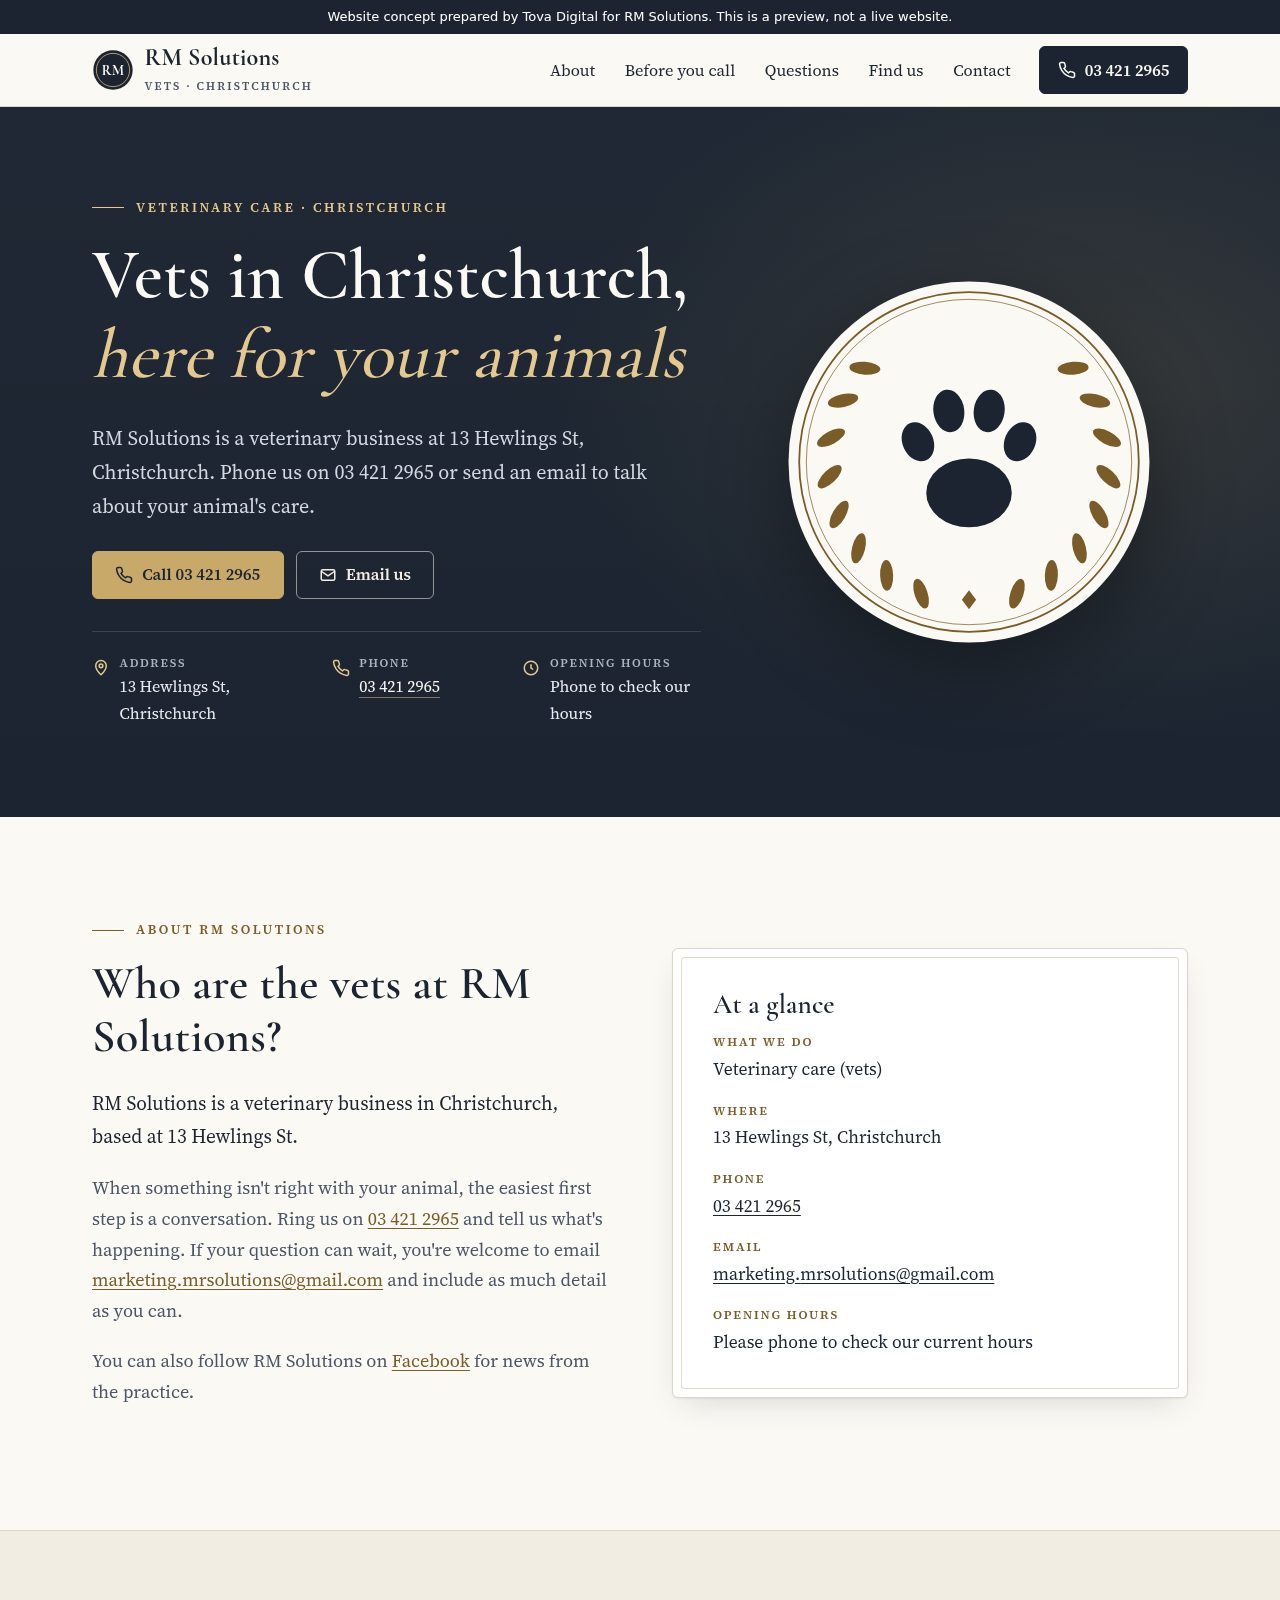 Website concept prepared by Tova Digital for RM Solutions. This is a preview, not a live website.
RM
RM Solutions
VETS · CHRISTCHURCH
About
Before you call
Questions
Find us
Contact
03 421 2965
VETERINARY CARE · CHRISTCHURCH
Vets in Christchurch,
here for your animals
RM Solutions is a veterinary business at 13 Hewlings St,
Christchurch. Phone us on 03 421 2965 or send an email to talk
about your animal's care.
Call 03 421 2965
Email us
ADDRESS
13 Hewlings St,
Christchurch
PHONE
03 421 2965
OPENING HOURS
Phone to check our
hours
ABOUT RM SOLUTIONS
Who are the vets at RM
Solutions?
RM Solutions is a veterinary business in Christchurch,
based at 13 Hewlings St.
When something isn't right with your animal, the easiest first
step is a conversation. Ring us on 03 421 2965 and tell us what's
happening. If your question can wait, you're welcome to email
marketing.mrsolutions@gmail.com and include as much detail
as you can.
You can also follow RM Solutions on Facebook for news from
the practice.
At a glance
WHAT WE DO
Veterinary care (vets)
WHERE
13 Hewlings St, Christchurch
PHONE
03 421 2965
EMAIL
marketing.mrsolutions@gmail.com
OPENING HOURS
Please phone to check our current hours